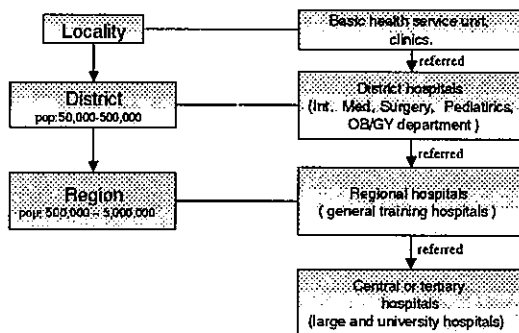 Locality
Basic health service unit,
clinics.
referred
District
pop:50,000-500,000
District hospitals
(Int. Med, Surgery, Pediatirics,
OB/GY department )
referred
Region
pop: 500,000 – 5,000,000
Regional hospitals
( general training hospitals )
referred
Central or tertiary
hospitals
(large and university hospitals)